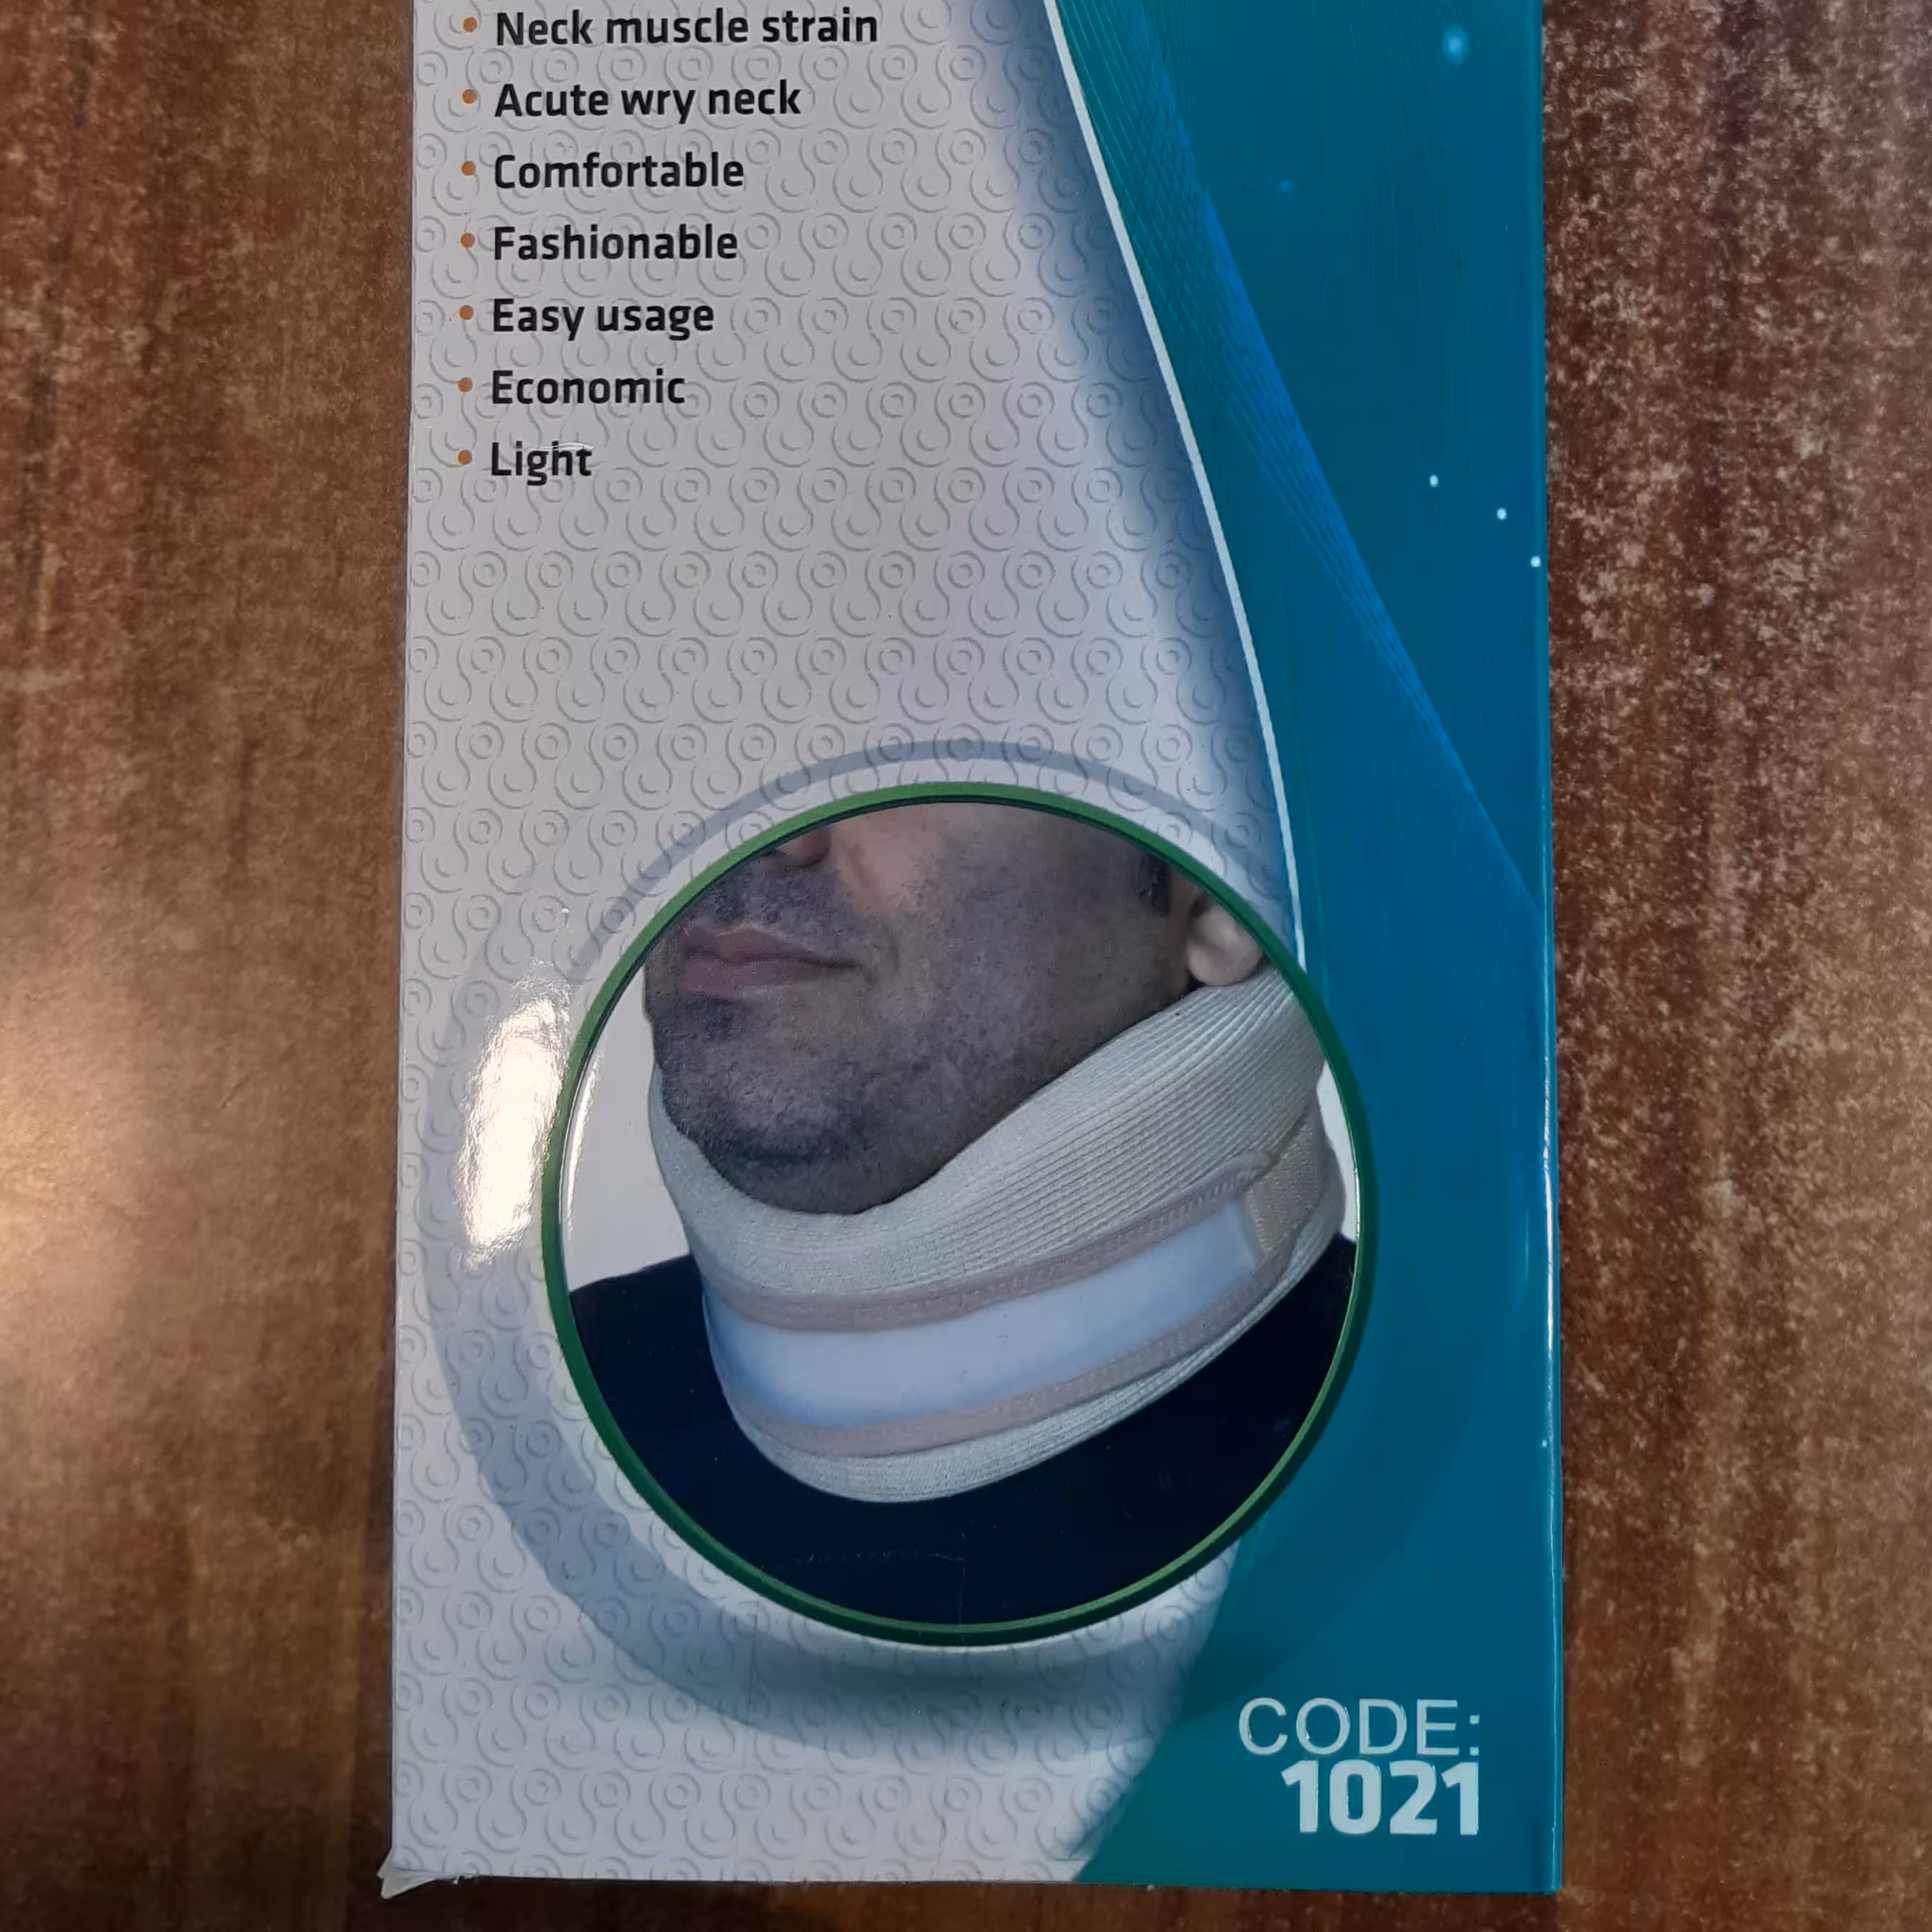 • Neck muscle strain
• Acute wry neck
• Comfortable
• Fashionable
• Easy usage
• Economic
• Light
CODE:
1021